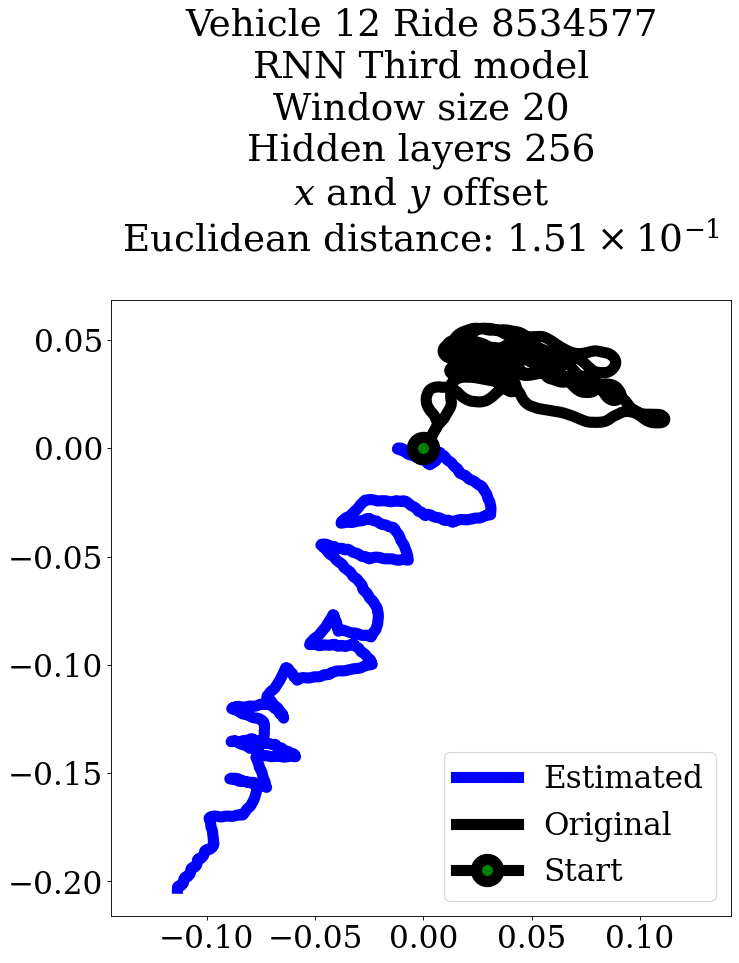 Vehicle 12 Ride 8534577
RNN Third model
Window size 20
Hidden layers 256
x and y offset
Euclidean distance: 1.51 × 10⁻¹
0.05
0.00
−0.05
−0.10
−0.15
−0.20
Estimated
Original
Start
−0.10 −0.05 0.00 0.05 0.10